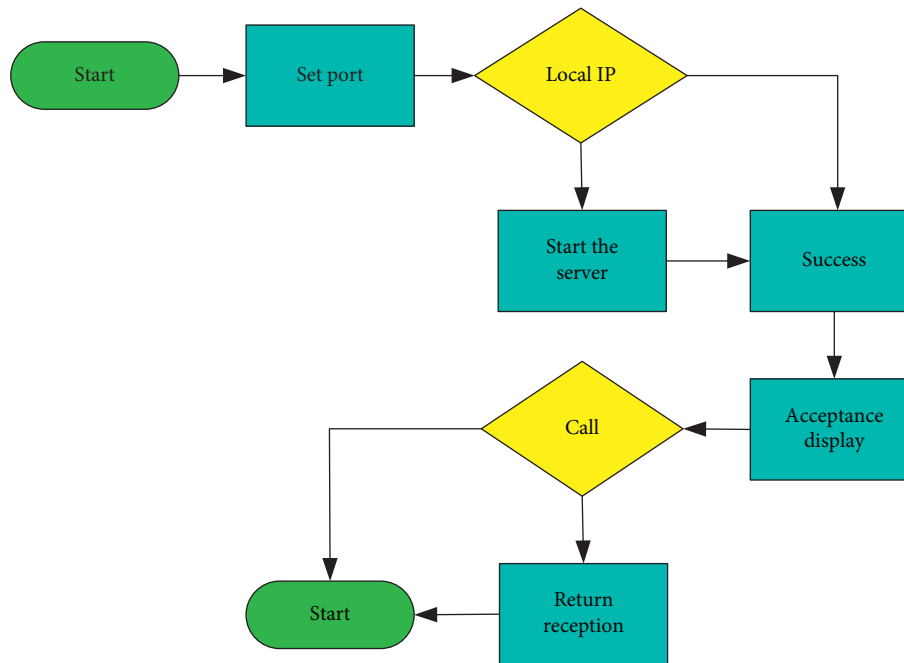 Start
Set port
Local IP
Start the
server
Success
Acceptance
display
Call
Return
reception
Start